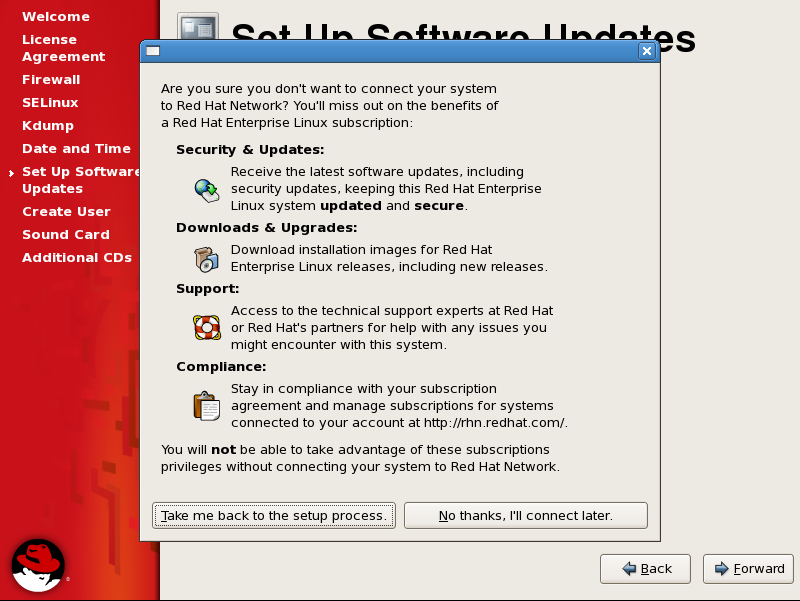 Welcome
License
Agreement
Firewall
SELinux
Kdump
Date and Time
Set Up Software
Updates
Create User
Sound Card
Additional CDs
Set Up Software Updates
Are you sure you don't want to connect your system
to Red Hat Network? You'll miss out on the benefits of
a Red Hat Enterprise Linux subscription:
Security & Updates:
Receive the latest software updates, including
security updates, keeping this Red Hat Enterprise
Linux system updated and secure.
Downloads & Upgrades:
Download installation images for Red Hat
Enterprise Linux releases, including new releases.
Support:
Access to the technical support experts at Red Hat
or Red Hat's partners for help with any issues you
might encounter with this system.
Compliance:
Stay in compliance with your subscription
agreement and manage subscriptions for systems
connected to your account at http://rhn.redhat.com/.
You will not be able to take advantage of these subscriptions
privileges without connecting your system to Red Hat Network.
Take me back to the setup process.
No thanks, I'll connect later.
Back
Forward